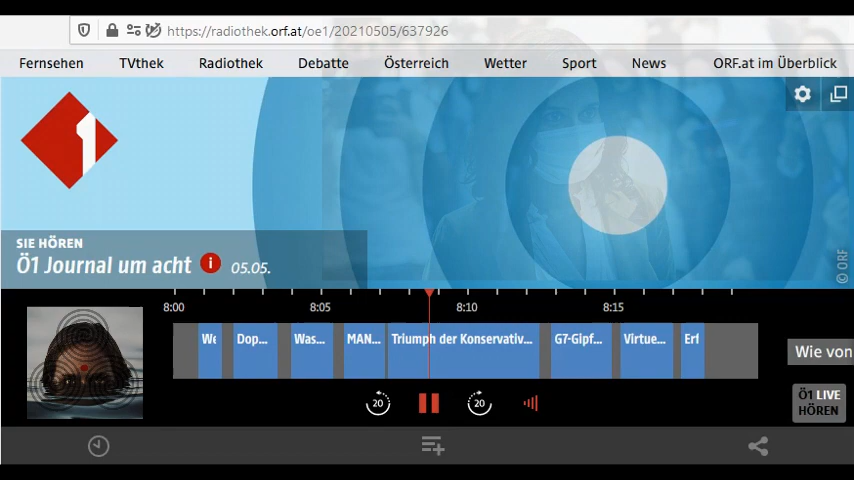 https://radiothek.orf.at/oe1/20210505/637926
Fernsehen TVthek Radiothek Debatte Österreich Wetter Sport News ORF.at im Überblick
1
SIE HÖREN
Ö1 Journal um acht i 05.05.
© ORF
8:00 8:05 8:10 8:15
We Dop... Was... MAN... Triumph der Konservativ... G7-Gipf... Virtue... Erf
Wie von
20 20
Ö1 LIVE
HÖREN